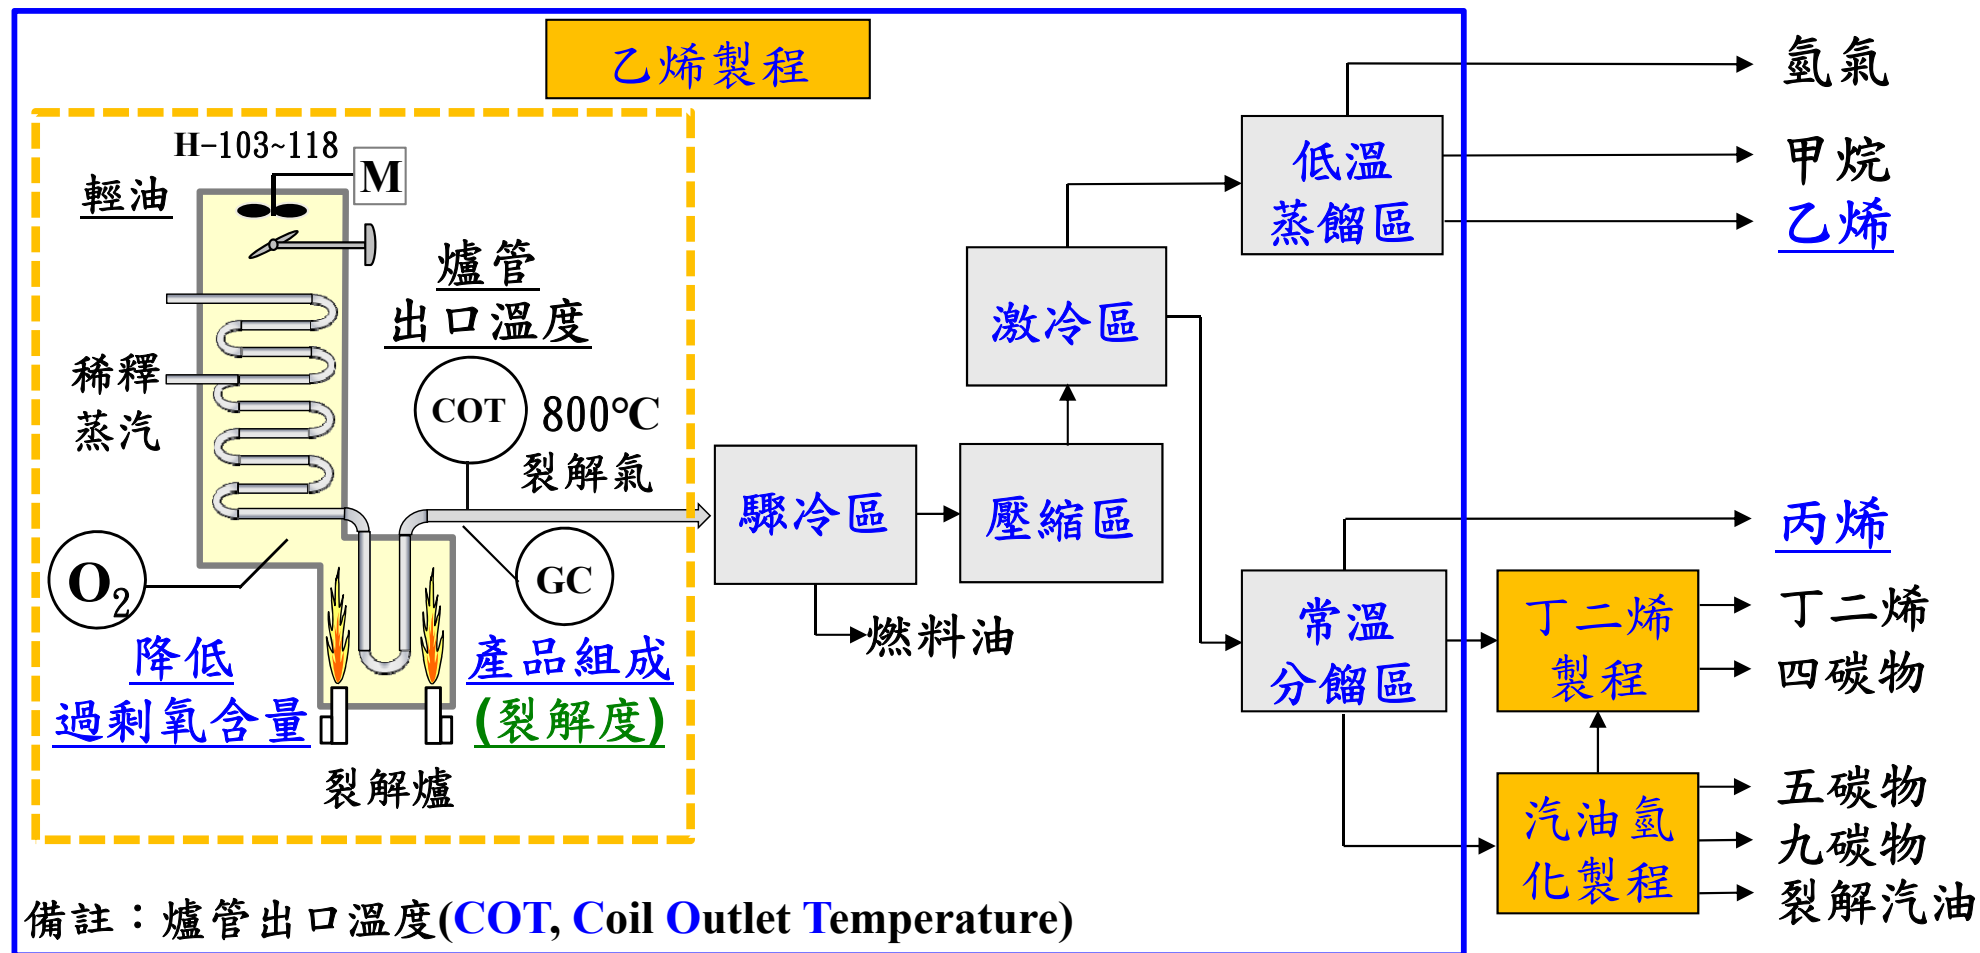 乙烯製程
H-103~118
M
輕油
爐管
出口溫度
稀釋
蒸汽
COT
800°C
裂解氣
O2
GC
降低
過剩氧含量
產品組成
(裂解度)
裂解爐
驟冷區
燃料油
壓縮區
激冷區
低溫
蒸餾區
氫氣
甲烷
乙烯
常溫
分餾區
丙烯
丁二烯
製程
丁二烯
四碳物
汽油氫
化製程
五碳物
九碳物
裂解汽油
備註：爐管出口溫度(COT, Coil Outlet Temperature)